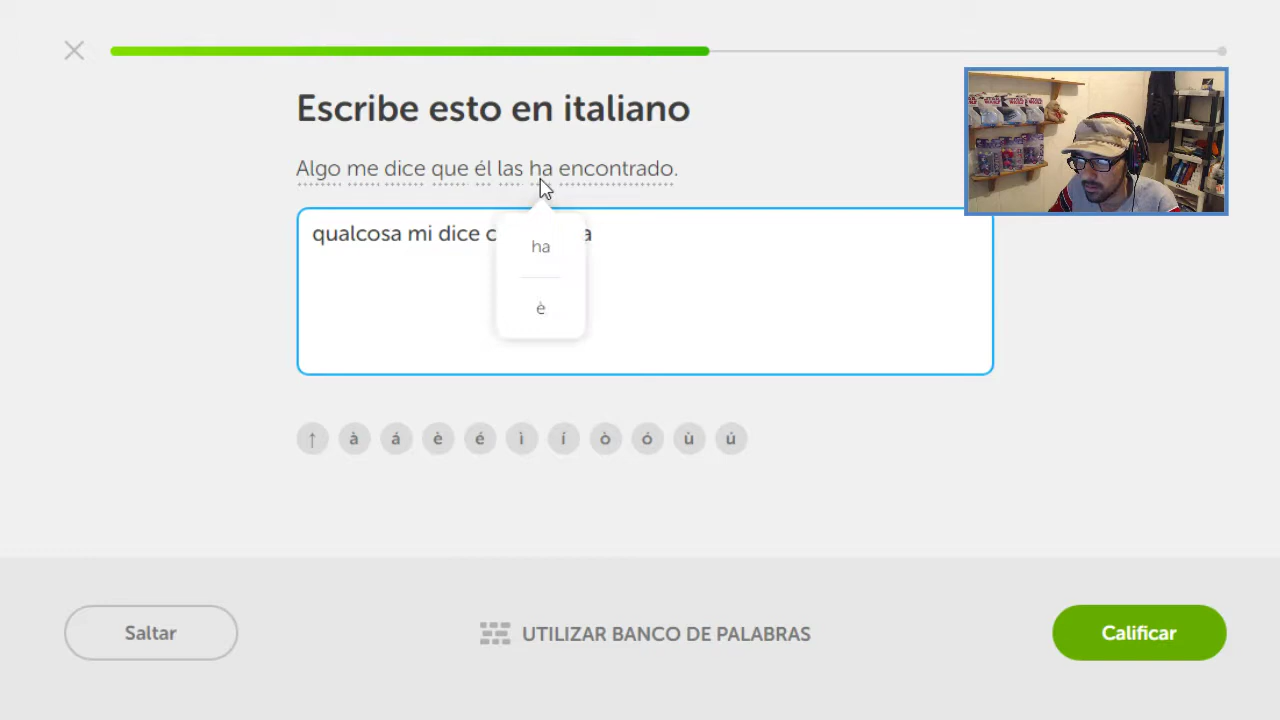 Escribe esto en italiano
Algo me dice que él las ha encontrado.
qualcosa mi dice
ha
è
↑ à á è é ì í ò ó ù ú
Saltar
UTILIZAR BANCO DE PALABRAS
Calificar